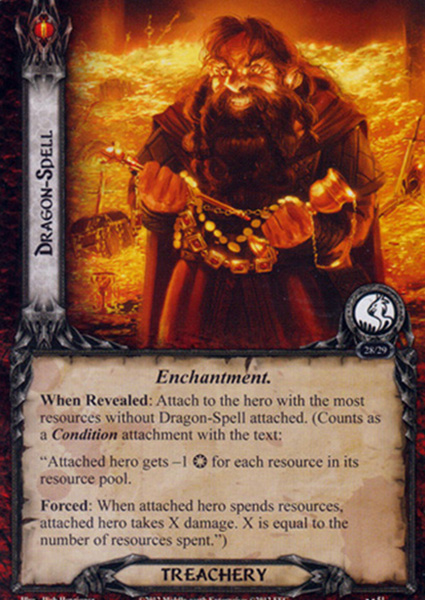 DRAGON-SPELL
28/29
Enchantment.
When Revealed: Attach to the hero with the most
resources without Dragon-Spell attached. (Counts as
a Condition attachment with the text:
“Attached hero gets –1 for each resource in its
resource pool.
Forced: When attached hero spends resources,
attached hero takes X damage. X is equal to the
number of resources spent.”)
TREACHERY